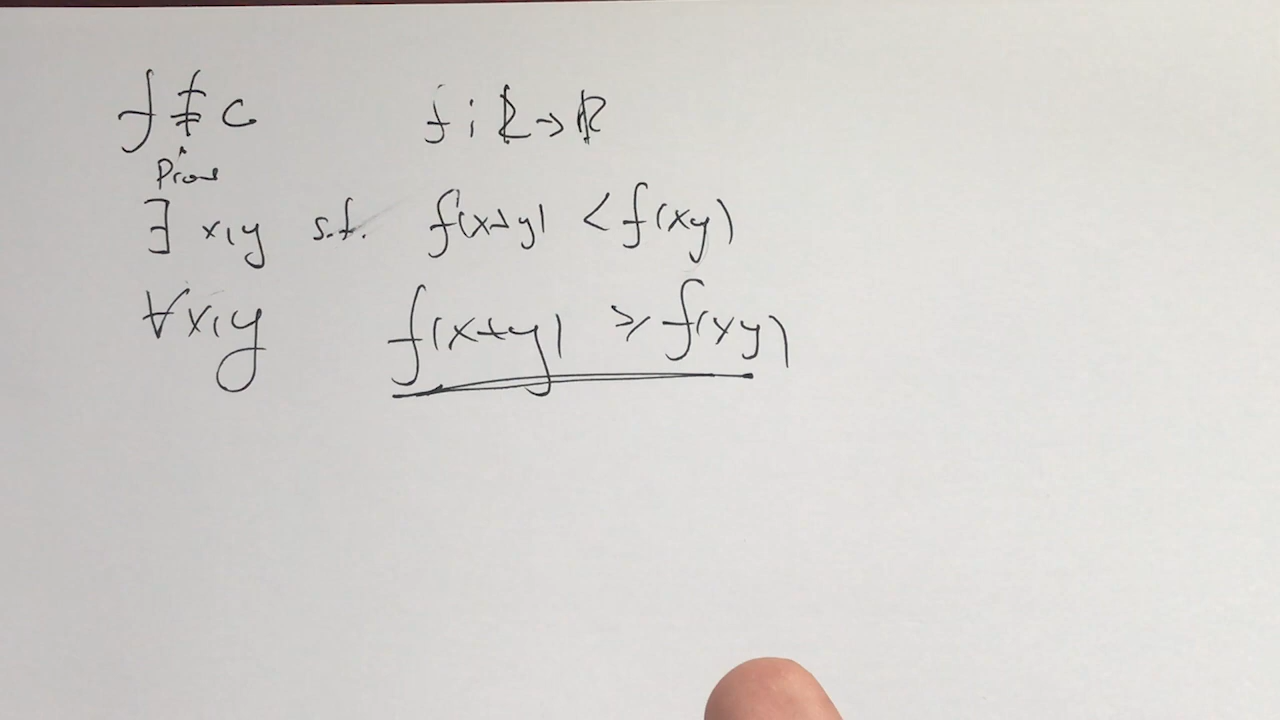 f ≢ c f : ℝ → ℝ
Prove
∃ x, y s.t. f(x+y) < f(xy)
∀ x, y f(x+y) ≥ f(xy)